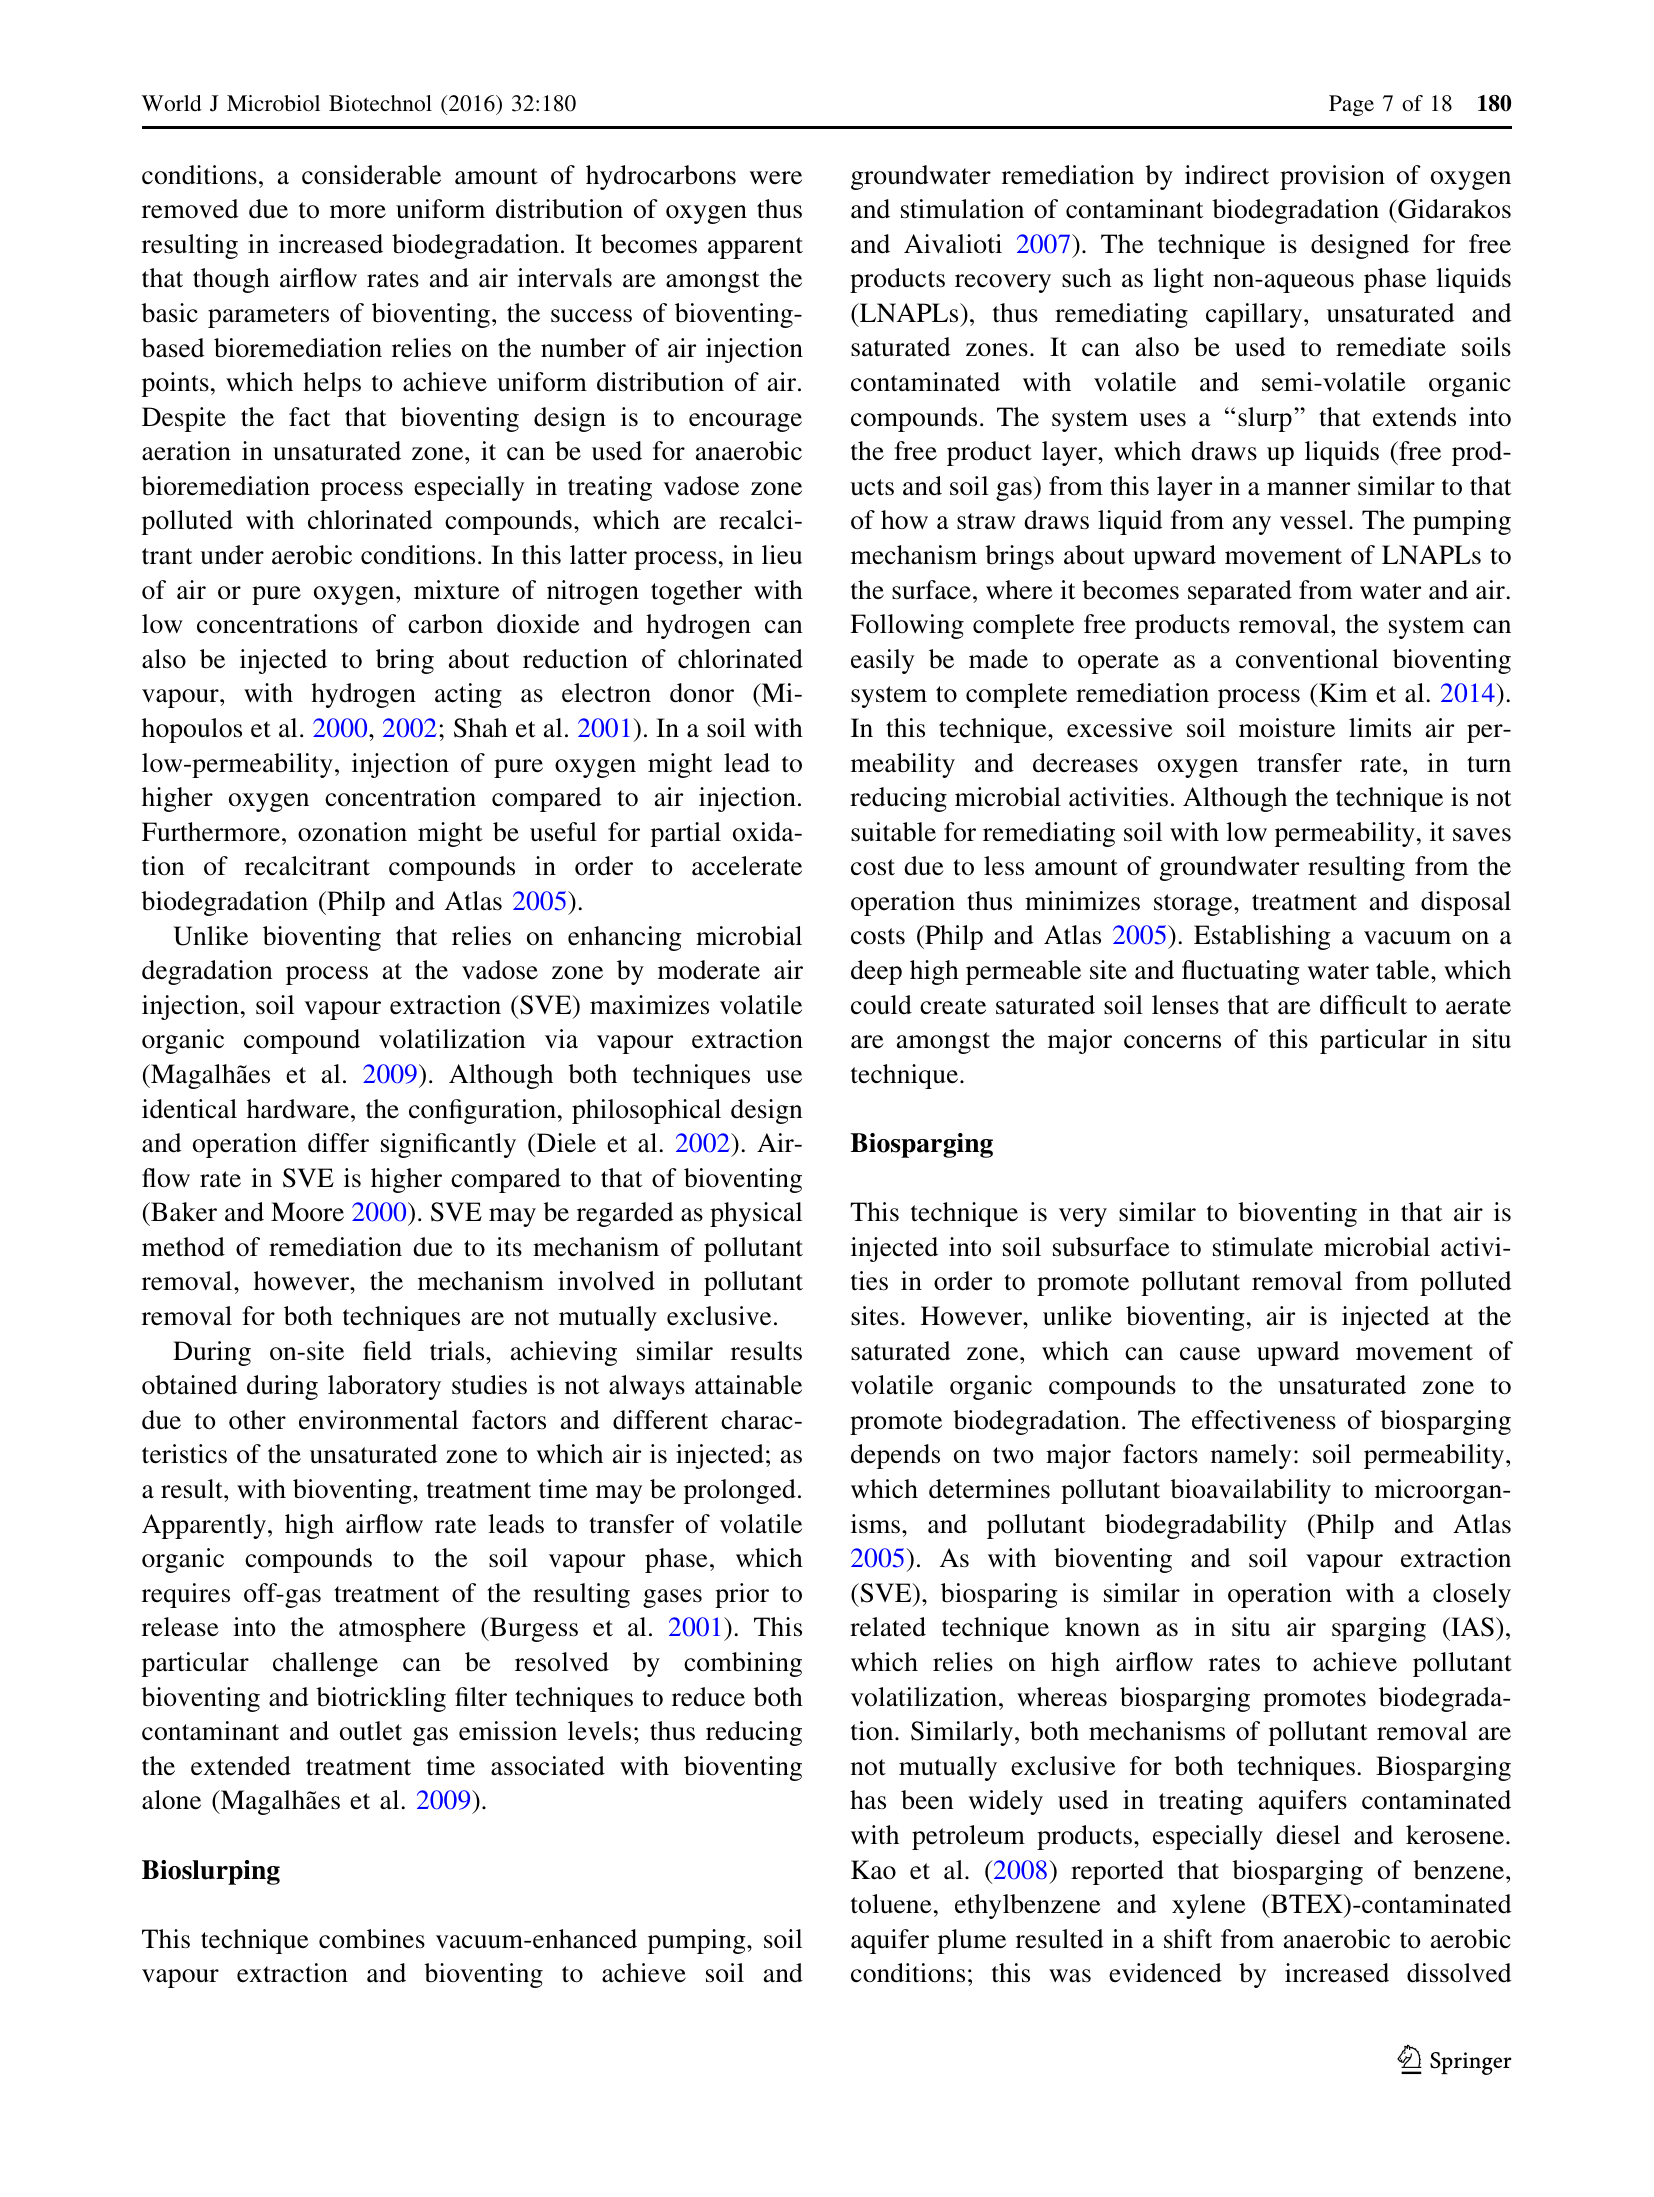 World J Microbiol Biotechnol (2016) 32:180
Page 7 of 18 180
conditions, a considerable amount of hydrocarbons were
removed due to more uniform distribution of oxygen thus
resulting in increased biodegradation. It becomes apparent
that though airflow rates and air intervals are amongst the
basic parameters of bioventing, the success of bioventing-
based bioremediation relies on the number of air injection
points, which helps to achieve uniform distribution of air.
Despite the fact that bioventing design is to encourage
aeration in unsaturated zone, it can be used for anaerobic
bioremediation process especially in treating vadose zone
polluted with chlorinated compounds, which are recalci-
trant under aerobic conditions. In this latter process, in lieu
of air or pure oxygen, mixture of nitrogen together with
low concentrations of carbon dioxide and hydrogen can
also be injected to bring about reduction of chlorinated
vapour, with hydrogen acting as electron donor (Mi-
hopoulos et al. 2000, 2002; Shah et al. 2001). In a soil with
low-permeability, injection of pure oxygen might lead to
higher oxygen concentration compared to air injection.
Furthermore, ozonation might be useful for partial oxida-
tion of recalcitrant compounds in order to accelerate
biodegradation (Philp and Atlas 2005).
Unlike bioventing that relies on enhancing microbial
degradation process at the vadose zone by moderate air
injection, soil vapour extraction (SVE) maximizes volatile
organic compound volatilization via vapour extraction
(Magalhães et al. 2009). Although both techniques use
identical hardware, the configuration, philosophical design
and operation differ significantly (Diele et al. 2002). Air-
flow rate in SVE is higher compared to that of bioventing
(Baker and Moore 2000). SVE may be regarded as physical
method of remediation due to its mechanism of pollutant
removal, however, the mechanism involved in pollutant
removal for both techniques are not mutually exclusive.
During on-site field trials, achieving similar results
obtained during laboratory studies is not always attainable
due to other environmental factors and different charac-
teristics of the unsaturated zone to which air is injected; as
a result, with bioventing, treatment time may be prolonged.
Apparently, high airflow rate leads to transfer of volatile
organic compounds to the soil vapour phase, which
requires off-gas treatment of the resulting gases prior to
release into the atmosphere (Burgess et al. 2001). This
particular challenge can be resolved by combining
bioventing and biotrickling filter techniques to reduce both
contaminant and outlet gas emission levels; thus reducing
the extended treatment time associated with bioventing
alone (Magalhães et al. 2009).
Bioslurping
This technique combines vacuum-enhanced pumping, soil
vapour extraction and bioventing to achieve soil and
groundwater remediation by indirect provision of oxygen
and stimulation of contaminant biodegradation (Gidarakos
and Aivalioti 2007). The technique is designed for free
products recovery such as light non-aqueous phase liquids
(LNAPLs), thus remediating capillary, unsaturated and
saturated zones. It can also be used to remediate soils
contaminated with volatile and semi-volatile organic
compounds. The system uses a “slurp” that extends into
the free product layer, which draws up liquids (free prod-
ucts and soil gas) from this layer in a manner similar to that
of how a straw draws liquid from any vessel. The pumping
mechanism brings about upward movement of LNAPLs to
the surface, where it becomes separated from water and air.
Following complete free products removal, the system can
easily be made to operate as a conventional bioventing
system to complete remediation process (Kim et al. 2014).
In this technique, excessive soil moisture limits air per-
meability and decreases oxygen transfer rate, in turn
reducing microbial activities. Although the technique is not
suitable for remediating soil with low permeability, it saves
cost due to less amount of groundwater resulting from the
operation thus minimizes storage, treatment and disposal
costs (Philp and Atlas 2005). Establishing a vacuum on a
deep high permeable site and fluctuating water table, which
could create saturated soil lenses that are difficult to aerate
are amongst the major concerns of this particular in situ
technique.
Biosparging
This technique is very similar to bioventing in that air is
injected into soil subsurface to stimulate microbial activi-
ties in order to promote pollutant removal from polluted
sites. However, unlike bioventing, air is injected at the
saturated zone, which can cause upward movement of
volatile organic compounds to the unsaturated zone to
promote biodegradation. The effectiveness of biosparging
depends on two major factors namely: soil permeability,
which determines pollutant bioavailability to microorgan-
isms, and pollutant biodegradability (Philp and Atlas
2005). As with bioventing and soil vapour extraction
(SVE), biosparing is similar in operation with a closely
related technique known as in situ air sparging (IAS),
which relies on high airflow rates to achieve pollutant
volatilization, whereas biosparging promotes biodegrada-
tion. Similarly, both mechanisms of pollutant removal are
not mutually exclusive for both techniques. Biosparging
has been widely used in treating aquifers contaminated
with petroleum products, especially diesel and kerosene.
Kao et al. (2008) reported that biosparging of benzene,
toluene, ethylbenzene and xylene (BTEX)-contaminated
aquifer plume resulted in a shift from anaerobic to aerobic
conditions; this was evidenced by increased dissolved
Springer